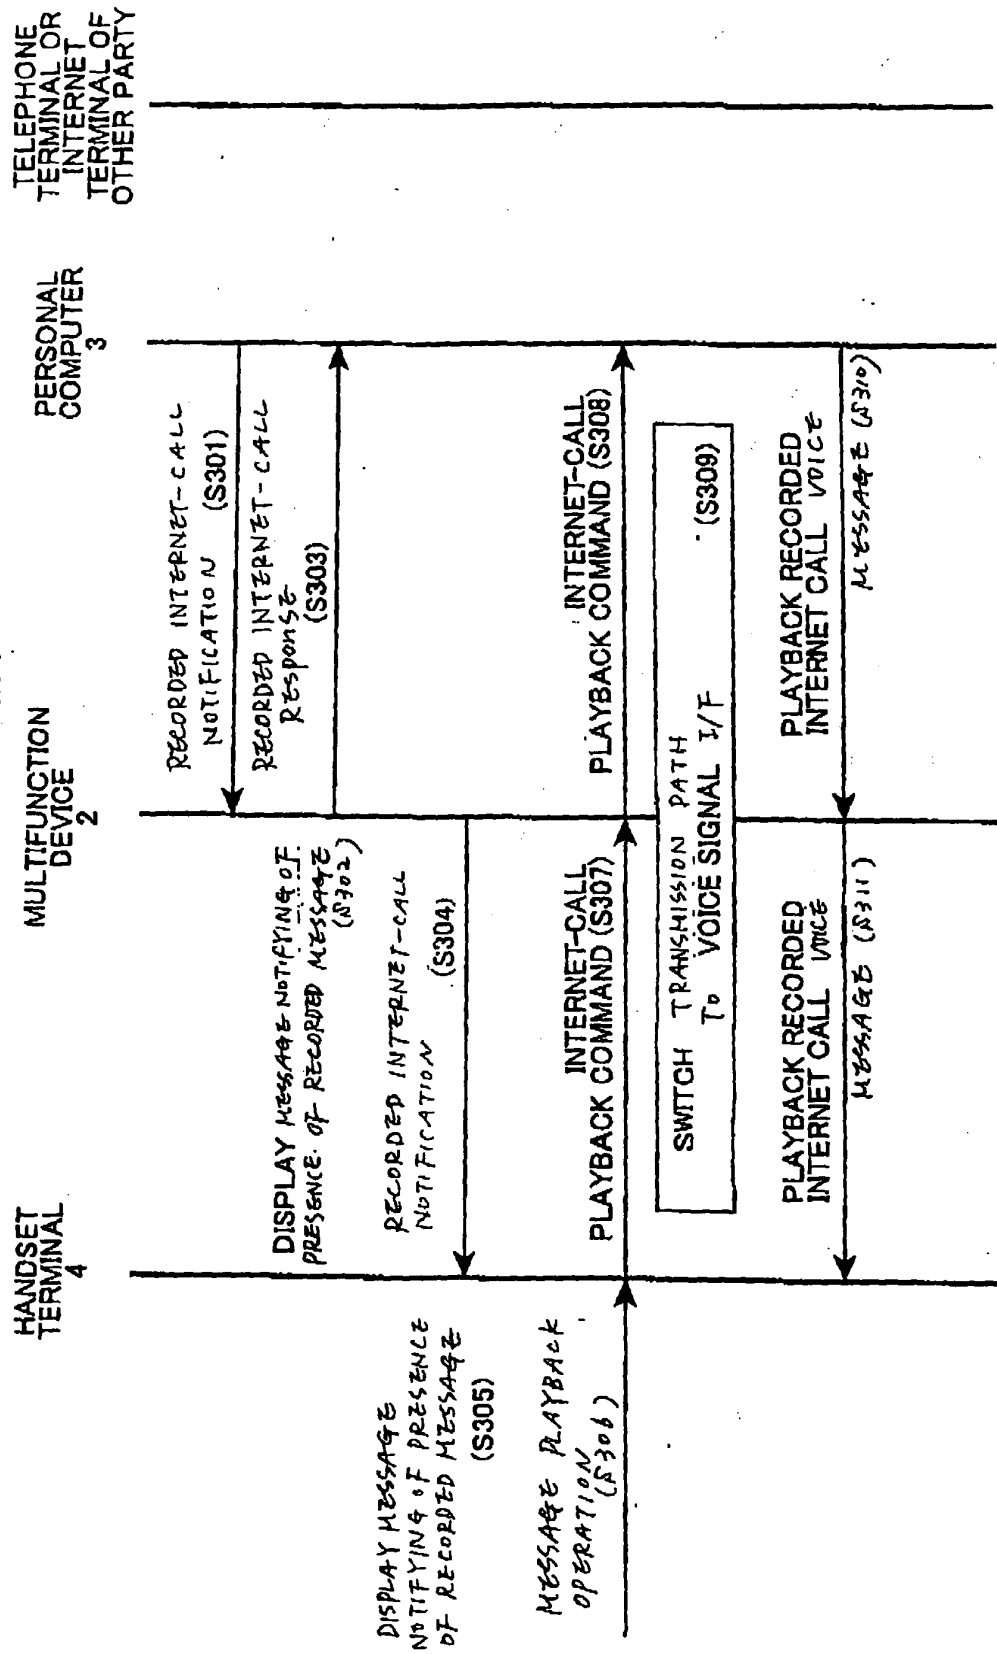 HANDSET
TERMINAL
4
MULTIFUNCTION
DEVICE
2
PERSONAL
COMPUTER
3
TELEPHONE
TERMINAL OR
INTERNET
TERMINAL OF
OTHER PARTY
RECORDED INTERNET-CALL
NOTIFICATION (S301)
RECORDED INTERNET-CALL
RESPONSE
(S303)
DISPLAY MESSAGE NOTIFYING OF
PRESENCE OF RECORDED MESSAGE
(S302)
RECORDED INTERNET-CALL
NOTIFICATION (S304)
DISPLAY MESSAGE
NOTIFYING OF PRESENCE
OF RECORDED MESSAGE
(S305)
MESSAGE PLAYBACK
OPERATION
(S306)
INTERNET-CALL
PLAYBACK COMMAND (S307)
INTERNET-CALL
PLAYBACK COMMAND (S308)
SWITCH TRANSMISSION PATH
TO VOICE SIGNAL I/F (S309)
PLAYBACK RECORDED
INTERNET CALL VOICE
MESSAGE (S310)
PLAYBACK RECORDED
INTERNET CALL VOICE
MESSAGE (S311)